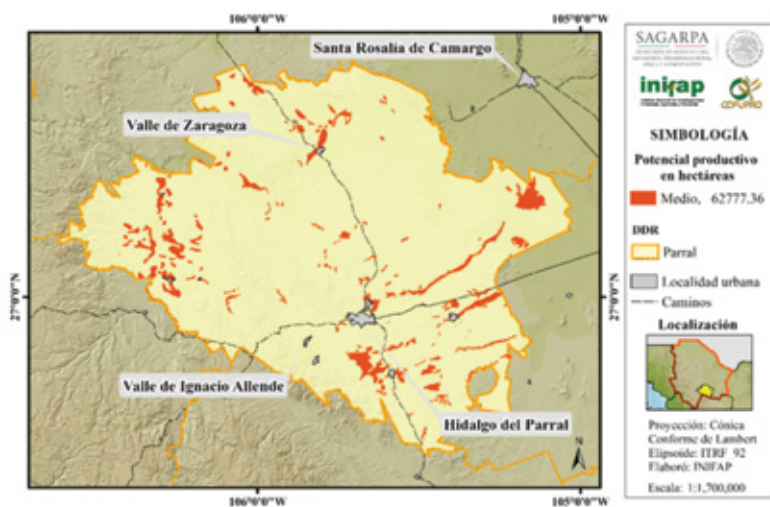 106°0'0"W
105°0'0"W
Santa Rosalía de Camargo
Valle de Zaragoza
27°0'0"N
27°0'0"N
Valle de Ignacio Allende
Hidalgo del Parral
N
106°0'0"W
105°0'0"W
SAGARPA
inifap
COFUPRO
SIMBOLOGÍA
Potencial productivo
en hectáreas
Medio, 62777.36
DDR
Parral
Localidad urbana
Caminos
Localización
Proyección: Cónica
Conforme de Lambert
Elipsoide: ITRF 92
Elaboró: INIFAP
Escala: 1:1,700,000